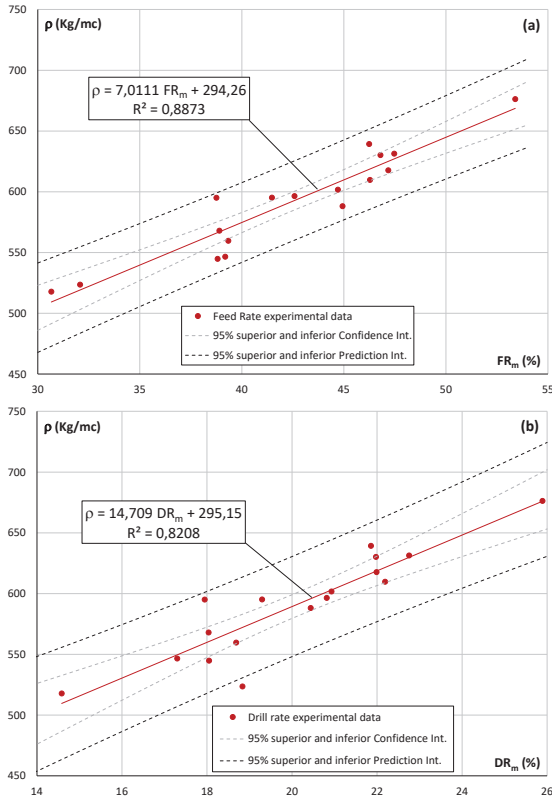 ρ (Kg/mc)
(a)
750
700
650
600
550
500
450
ρ = 7,0111 FRₘ + 294,26
R² = 0,8873
Feed Rate experimental data
95% superior and inferior Confidence Int.
95% superior and inferior Prediction Int.
FRₘ (%)
30 35 40 45 50 55
ρ (Kg/mc)
(b)
750
700
650
600
550
500
450
ρ = 14,709 DRₘ + 295,15
R² = 0,8208
Drill rate experimental data
95% superior and inferior Confidence Int.
95% superior and inferior Prediction Int.
DRₘ (%)
14 16 18 20 22 24 26